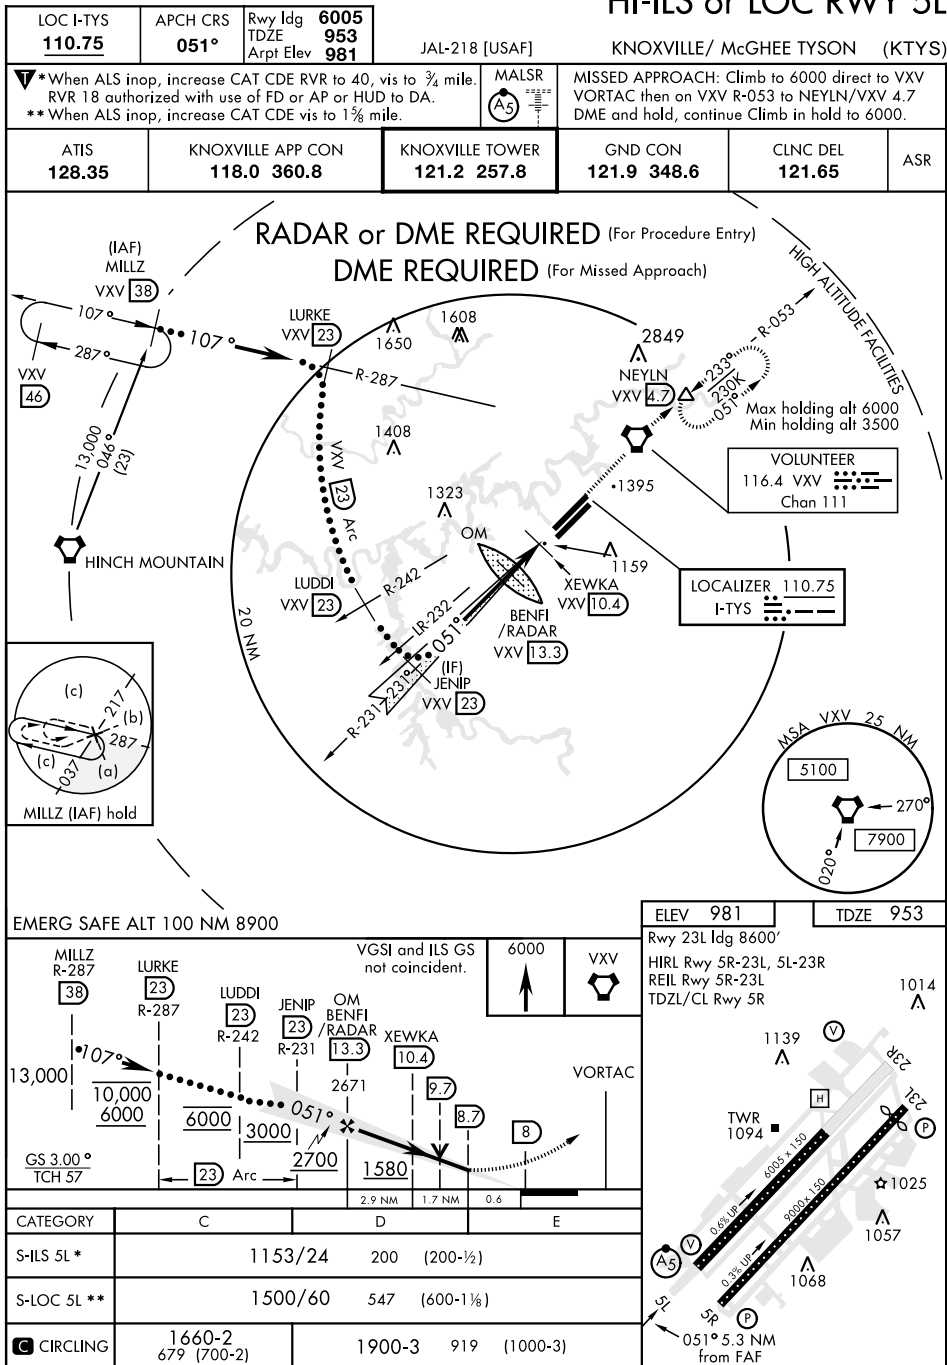 HI-ILS or LOC RWY 5L
LOC I-TYS
110.75
APCH CRS
051°
Rwy ldg 6005
TDZE 953
Arpt Elev 981
JAL-218 [USAF]
KNOXVILLE/ McGHEE TYSON (KTYS)
T
* When ALS inop, increase CAT CDE RVR to 40, vis to ¾ mile.
RVR 18 authorized with use of FD or AP or HUD to DA.
** When ALS inop, increase CAT CDE vis to 1⅝ mile.
MALSR
A5
MISSED APPROACH: Climb to 6000 direct to VXV
VORTAC then on VXV R-053 to NEYLN/VXV 4.7
DME and hold, continue Climb in hold to 6000.
ATIS
128.35
KNOXVILLE APP CON
118.0 360.8
KNOXVILLE TOWER
121.2 257.8
GND CON
121.9 348.6
CLNC DEL
121.65
ASR
RADAR or DME REQUIRED (For Procedure Entry)
DME REQUIRED (For Missed Approach)
(IAF)
MILLZ
VXV 38
107°
287°
VXV
46
107°
LURKE
VXV 23
R-287
1650
1608
2849
NEYLN
VXV 4.7
R-053
233°
230K
051°
HIGH ALTITUDE FACILITIES
Max holding alt 6000
Min holding alt 3500
13,000
046°
(23)
HINCH MOUNTAIN
1408
VXV 23 Arc
1323
1395
VOLUNTEER
116.4 VXV
Chan 111
OM
1159
XEWKA
VXV 10.4
LOCALIZER 110.75
I-TYS
LUDDI
VXV 23
R-242
LR-232
051°
BENFI
/RADAR
VXV 13.3
20 NM
(IF)
JENIP
VXV 23
R-231
231°
(c)
217
(b)
287
(c)
(a)
037
MILLZ (IAF) hold
MSA VXV 25 NM
5100
270°
7900
020°
EMERG SAFE ALT 100 NM 8900
ELEV 981
TDZE 953
Rwy 23L ldg 8600'
HIRL Rwy 5R-23L, 5L-23R
REIL Rwy 5R-23L
TDZL/CL Rwy 5R
1014
1139
V
23R
23L
H
P
TWR
1094
6005 x 150
0.6% UP
9000 x 150
0.3% UP
1025
1057
1068
V
A5
5L
5R
P
051° 5.3 NM
from FAF
MILLZ
R-287
38
LURKE
23
R-287
LUDDI
23
R-242
JENIP
23
R-231
OM
BENFI
/RADAR
13.3
2671
XEWKA
10.4
VGSI and ILS GS
not coincident.
6000
VXV
VORTAC
107°
13,000
10,000
6000
6000
3000
051°
2700
1580
9.7
8.7
8
GS 3.00°
TCH 57
23 Arc
2.9 NM
1.7 NM
0.6
CATEGORY C D E
S-ILS 5L * 1153/24 200 (200-½)
S-LOC 5L ** 1500/60 547 (600-1⅛)
C CIRCLING
1660-2
679 (700-2)
1900-3 919 (1000-3)